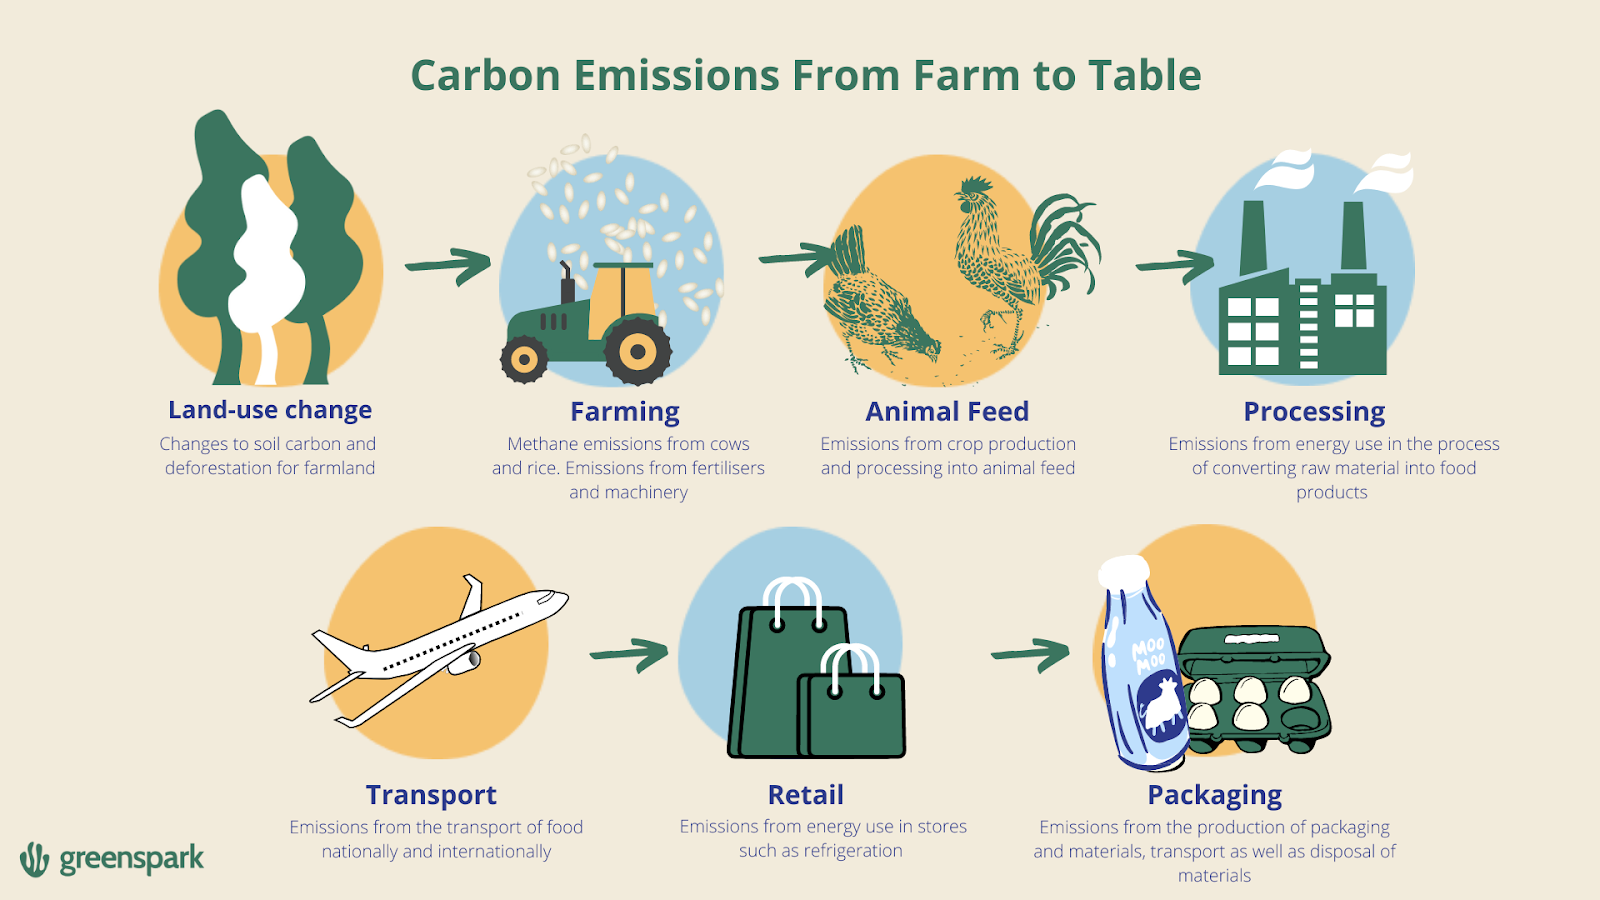 Carbon Emissions From Farm to Table
Land-use change
Changes to soil carbon and
deforestation for farmland
Farming
Methane emissions from cows
and rice. Emissions from fertilisers
and machinery
Animal Feed
Emissions from crop production
and processing into animal feed
Processing
Emissions from energy use in the process
of converting raw material into food
products
MOO
MOO
Transport
Emissions from the transport of food
nationally and internationally
Retail
Emissions from energy use in stores
such as refrigeration
Packaging
Emissions from the production of packaging
and materials, transport as well as disposal of
materials
greenspark